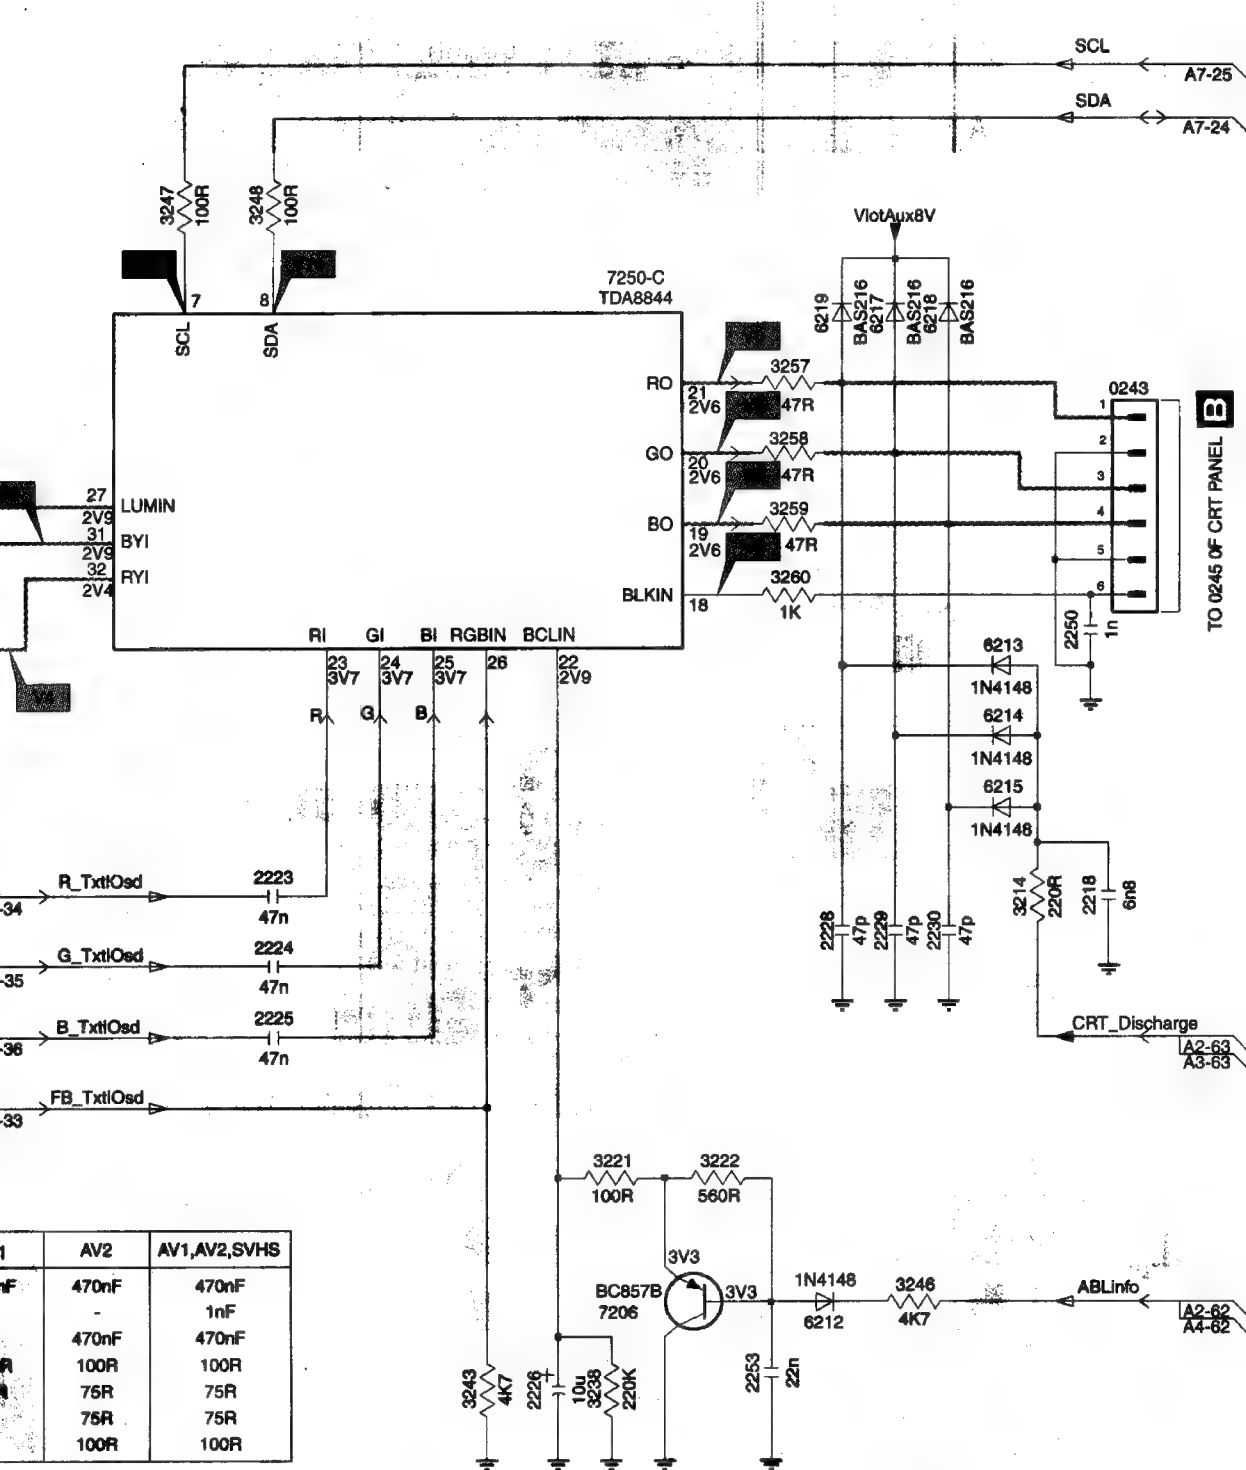 SCL
A7-25
SDA
A7-24
3247
100R
3248
100R
VlotAux8V
7250-C
TDA8844
7
8
SCL
SDA
6219
BAS216
6217
BAS216
6218
BAS216
RO
21
2V6
3257
47R
GO
20
2V6
3258
47R
BO
19
2V6
3259
47R
BLKIN
18
3260
1K
0243
1
2
3
4
5
6
TO 0245 0F CRT PANEL B
27
LUMIN
2V9
31
BYI
2V9
32
RYI
2V4
V4
RI
GI
BI
RGBIN
BCLIN
23
3V7
24
3V7
25
3V7
26
22
2V9
R
G
B
2250
1n
6213
1N4148
6214
1N4148
6215
1N4148
3214
220R
2218
6n8
2228
47p
2229
47p
2230
47p
R_TxtlOsd
2223
47n
-34
G_TxtlOsd
2224
47n
-35
B_TxtlOsd
2225
47n
-36
FB_TxtlOsd
-33
CRT_Discharge
A2-63
A3-63
3221
100R
3222
560R
3V3
BC857B
7206
3V3
1N4148
6212
3246
4K7
ABLinfo
A2-62
A4-62
2253
22n
3243
4K7
2226
+
10u
3238
220K
1 AV2 AV1,AV2,SVHS
nF 470nF 470nF
- 1nF
470nF 470nF
R 100R 100R
75R 75R
75R 75R
100R 100R